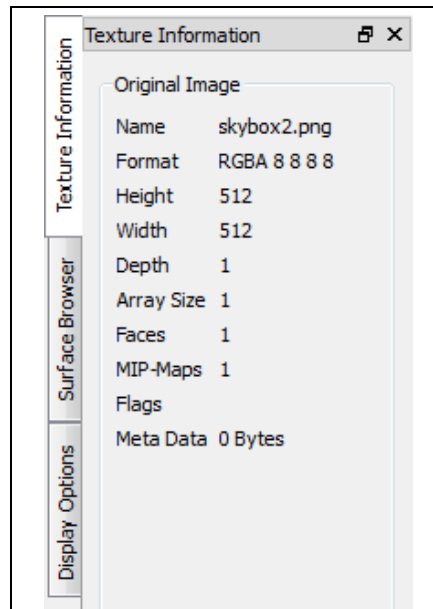 Texture Information
Surface Browser
Display Options
Texture Information
Original Image
Name skybox2.png
Format RGBA 8 8 8 8
Height 512
Width 512
Depth 1
Array Size 1
Faces 1
MIP-Maps 1
Flags
Meta Data 0 Bytes